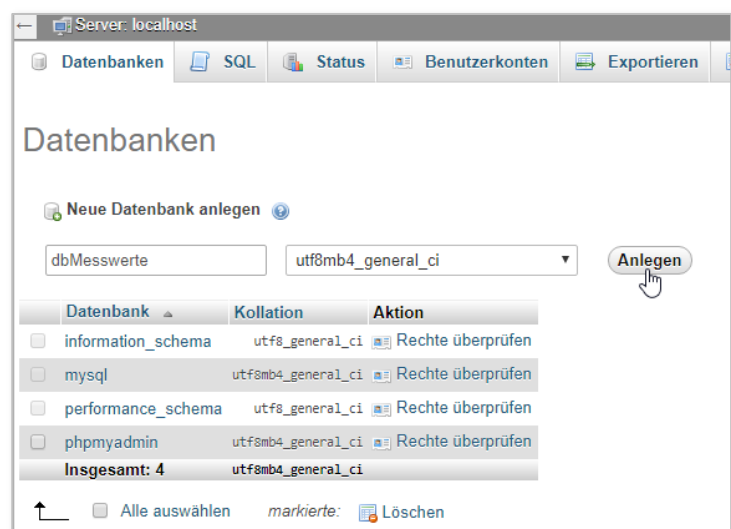 Server: localhost
Datenbanken SQL Status Benutzerkonten Exportieren
Datenbanken
Neue Datenbank anlegen
dbMesswerte utf8mb4_general_ci Anlegen
Datenbank Kollation Aktion
information_schema utf8_general_ci Rechte überprüfen
mysql utf8mb4_general_ci Rechte überprüfen
performance_schema utf8_general_ci Rechte überprüfen
phpmyadmin utf8mb4_general_ci Rechte überprüfen
Insgesamt: 4 utf8mb4_general_ci
Alle auswählen markierte: Löschen